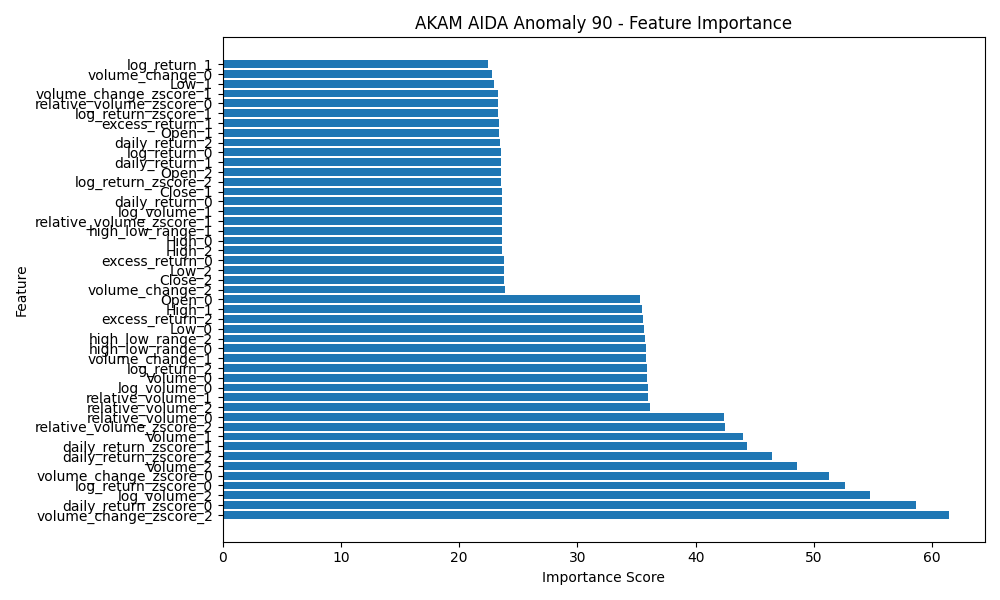 AKAM AIDA Anomaly 90 - Feature Importance
log_return_1
volume_change_0
Low_1
volume_change_zscore_1
relative_volume_zscore_0
log_return_zscore_1
excess_return_1
Open_1
daily_return_2
log_return_0
daily_return_1
Open_2
log_return_zscore_2
Close_1
daily_return_0
log_volume_1
relative_volume_zscore_1
high_low_range_1
High_0
High_2
excess_return_0
Low_2
Close_2
volume_change_2
Open_0
High_1
excess_return_2
Low_0
high_low_range_2
high_low_range_0
volume_change_1
log_return_2
Volume_0
log_volume_0
relative_volume_1
relative_volume_2
relative_volume_0
relative_volume_zscore_2
Volume_1
daily_return_zscore_1
daily_return_zscore_2
Volume_2
volume_change_zscore_0
log_return_zscore_0
log_volume_2
daily_return_zscore_0
volume_change_zscore_2
Feature
0 10 20 30 40 50 60
Importance Score